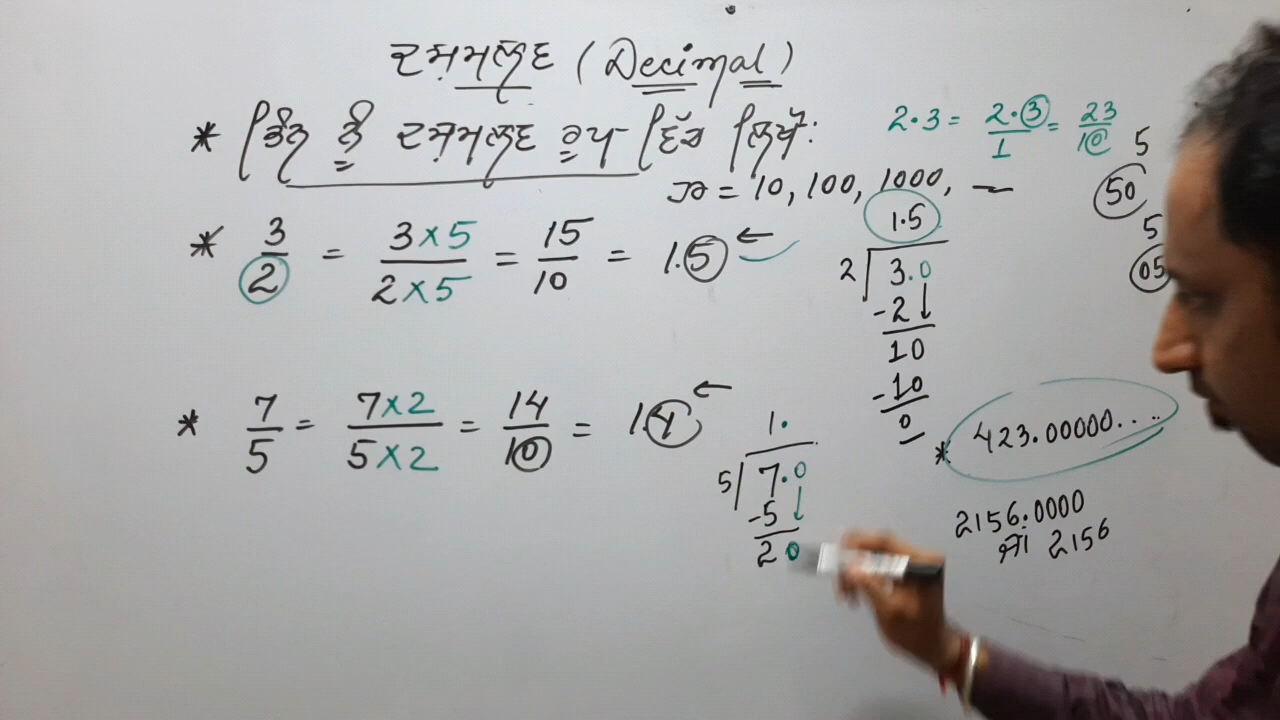 ਦਸ਼ਮਲਵ (Decimal)
* ਭਿੰਨ ਨੂੰ ਦਸ਼ਮਲਵ ਰੂਪ ਵਿੱਚ ਲਿਖੋ:
2.3 = 2.3/1 = 23/10
= 10, 100, 1000, —
5
50
5
05
* 3/2 = 3×5/2×5 = 15/10 = 1.5 ←
1.5
2 3.0
-2 ↓
10
-10
0
* 7/5 = 7×2/5×2 = 14/10 = 1.4 ←
1.
5 7.0
-5 ↓
20
* 423.00000...
2156.0000
ਜਾਂ 2156